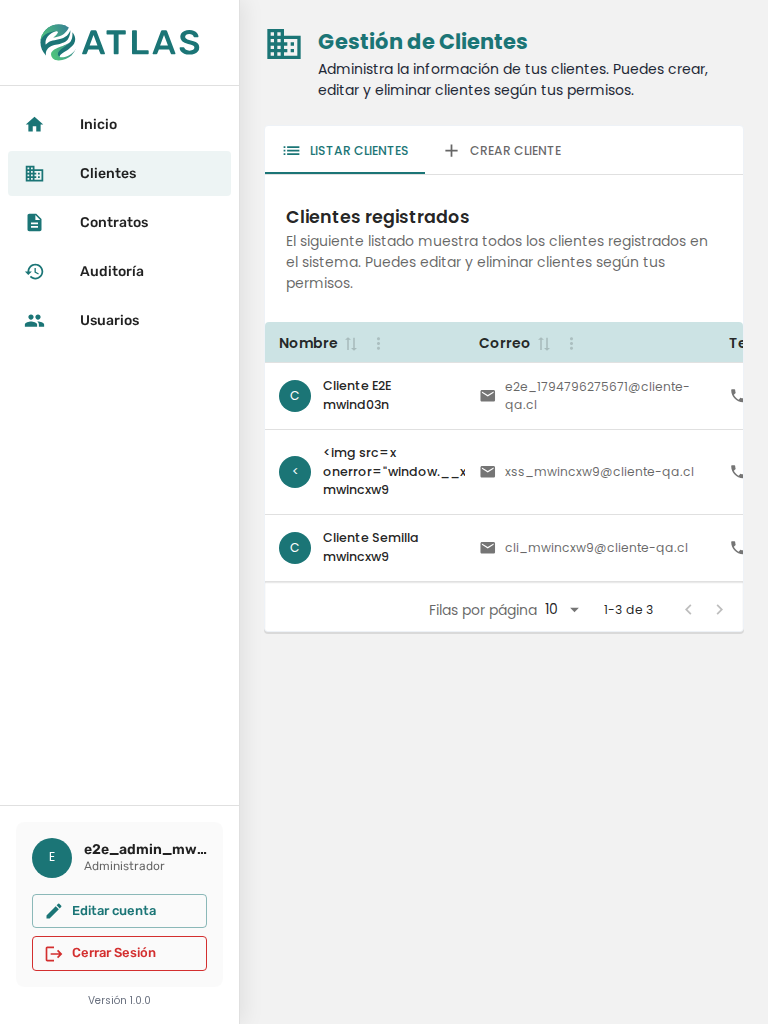 ATLAS
Inicio
Clientes
Contratos
Auditoría
Usuarios
e2e_admin_mw...
Administrador
E
Editar cuenta
Cerrar Sesión
Versión 1.0.0
Gestión de Clientes
Administra la información de tus clientes. Puedes crear,
editar y eliminar clientes según tus permisos.
LISTAR CLIENTES
CREAR CLIENTE
Clientes registrados
El siguiente listado muestra todos los clientes registrados en
el sistema. Puedes editar y eliminar clientes según tus
permisos.
Nombre Correo Te
C
Cliente E2E
mwind03n
e2e_1794796275671@cliente-
qa.cl
<
<img src=x
onerror="window.__x
mwincxw9
xss_mwincxw9@cliente-qa.cl
C
Cliente Semilla
mwincxw9
cli_mwincxw9@cliente-qa.cl
Filas por página 10 1-3 de 3